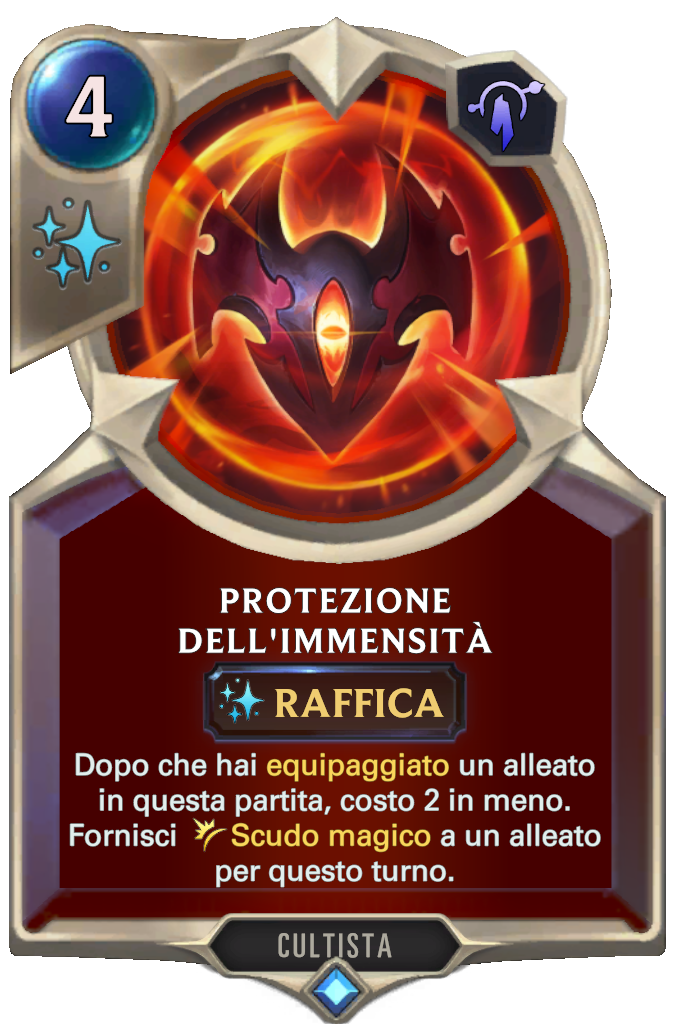 4
PROTEZIONE
DELL'IMMENSITÀ
RAFFICA
Dopo che hai equipaggiato un alleato
in questa partita, costo 2 in meno.
Fornisci Scudo magico a un alleato
per questo turno.
CULTISTA